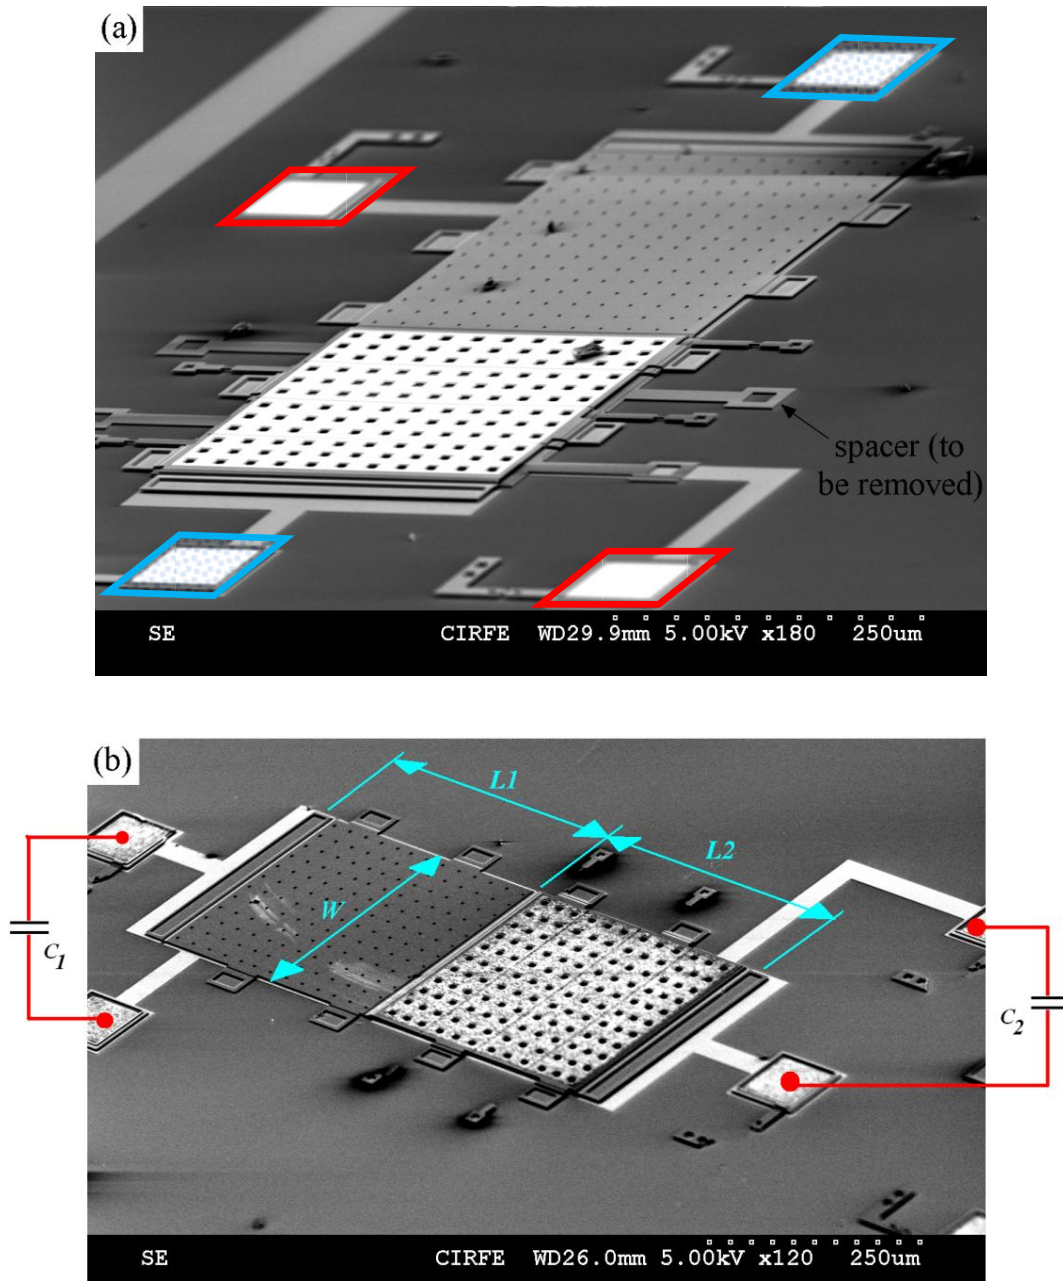 (a)
spacer (to
be removed)
SE CIRFE WD29.9mm 5.00kV x180 250um
(b)
L1
L2
W
C1
C2
SE CIRFE WD26.0mm 5.00kV x120 250um